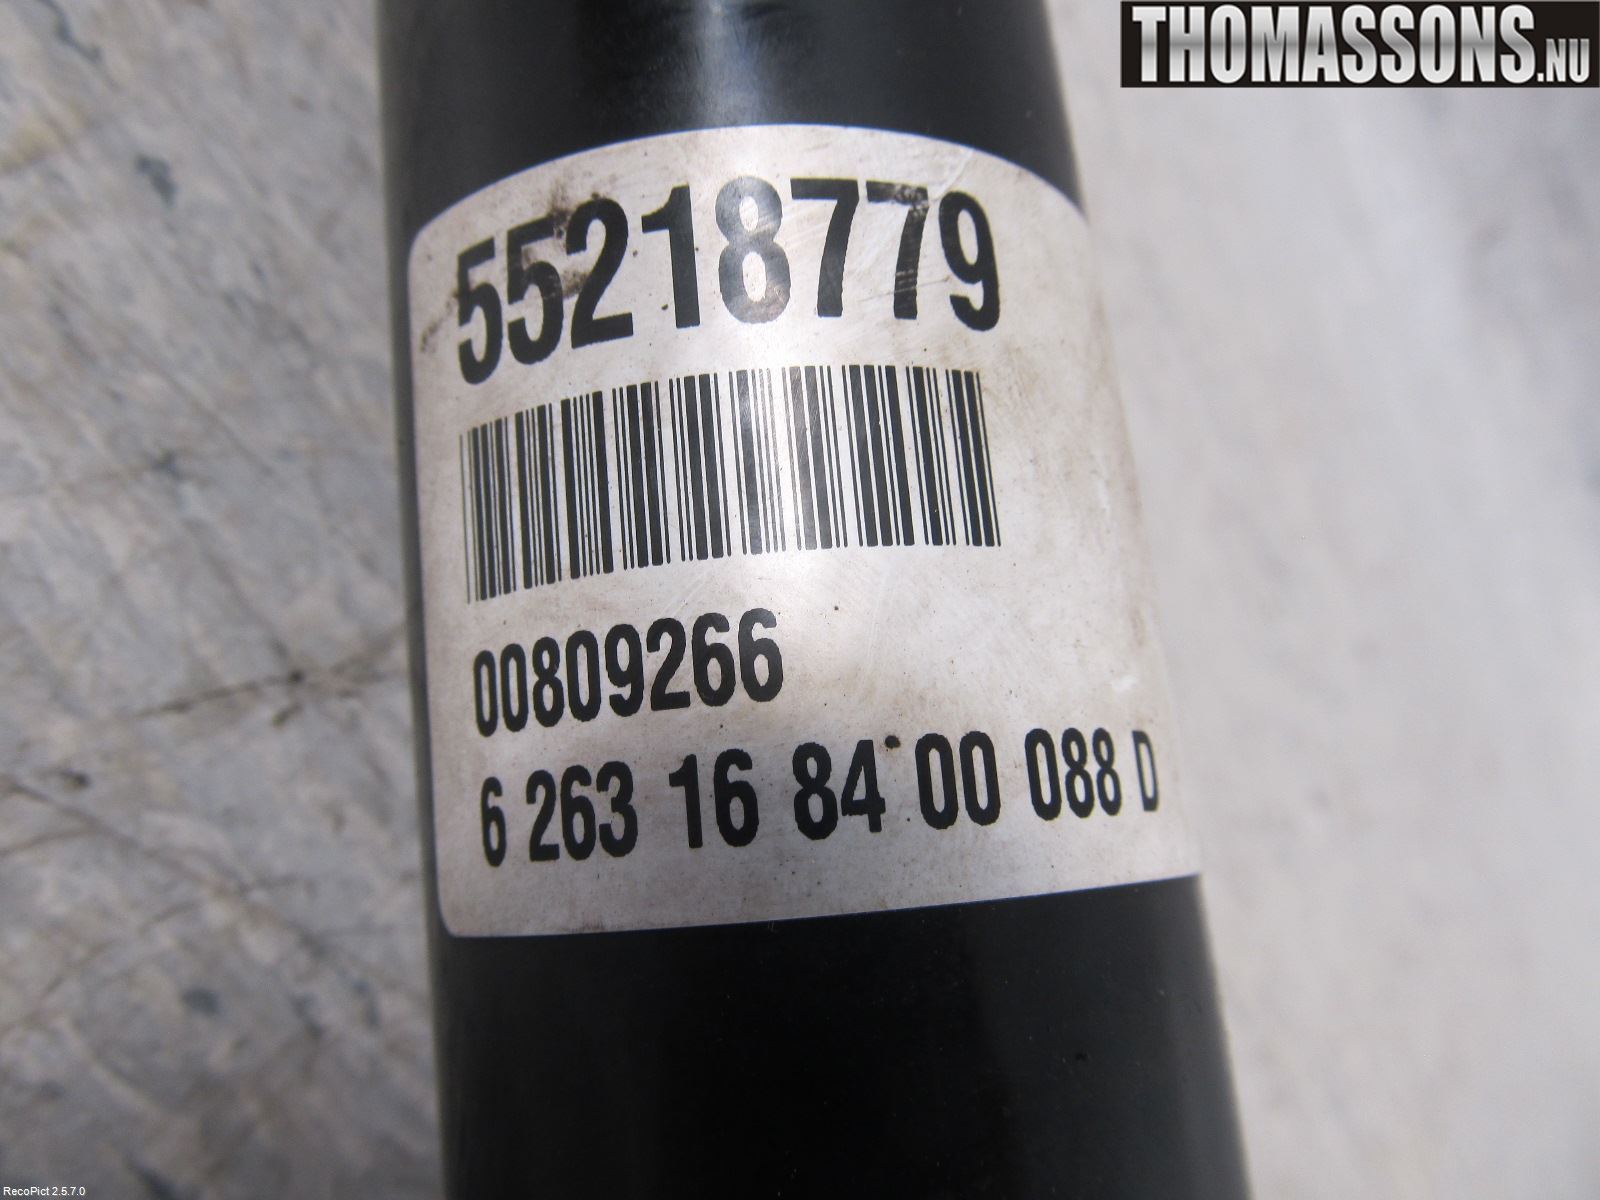 THOMASSONS.NU
55218779
00809266
6 263 16 84 00 088 D
RecoPict 2.5.7.0